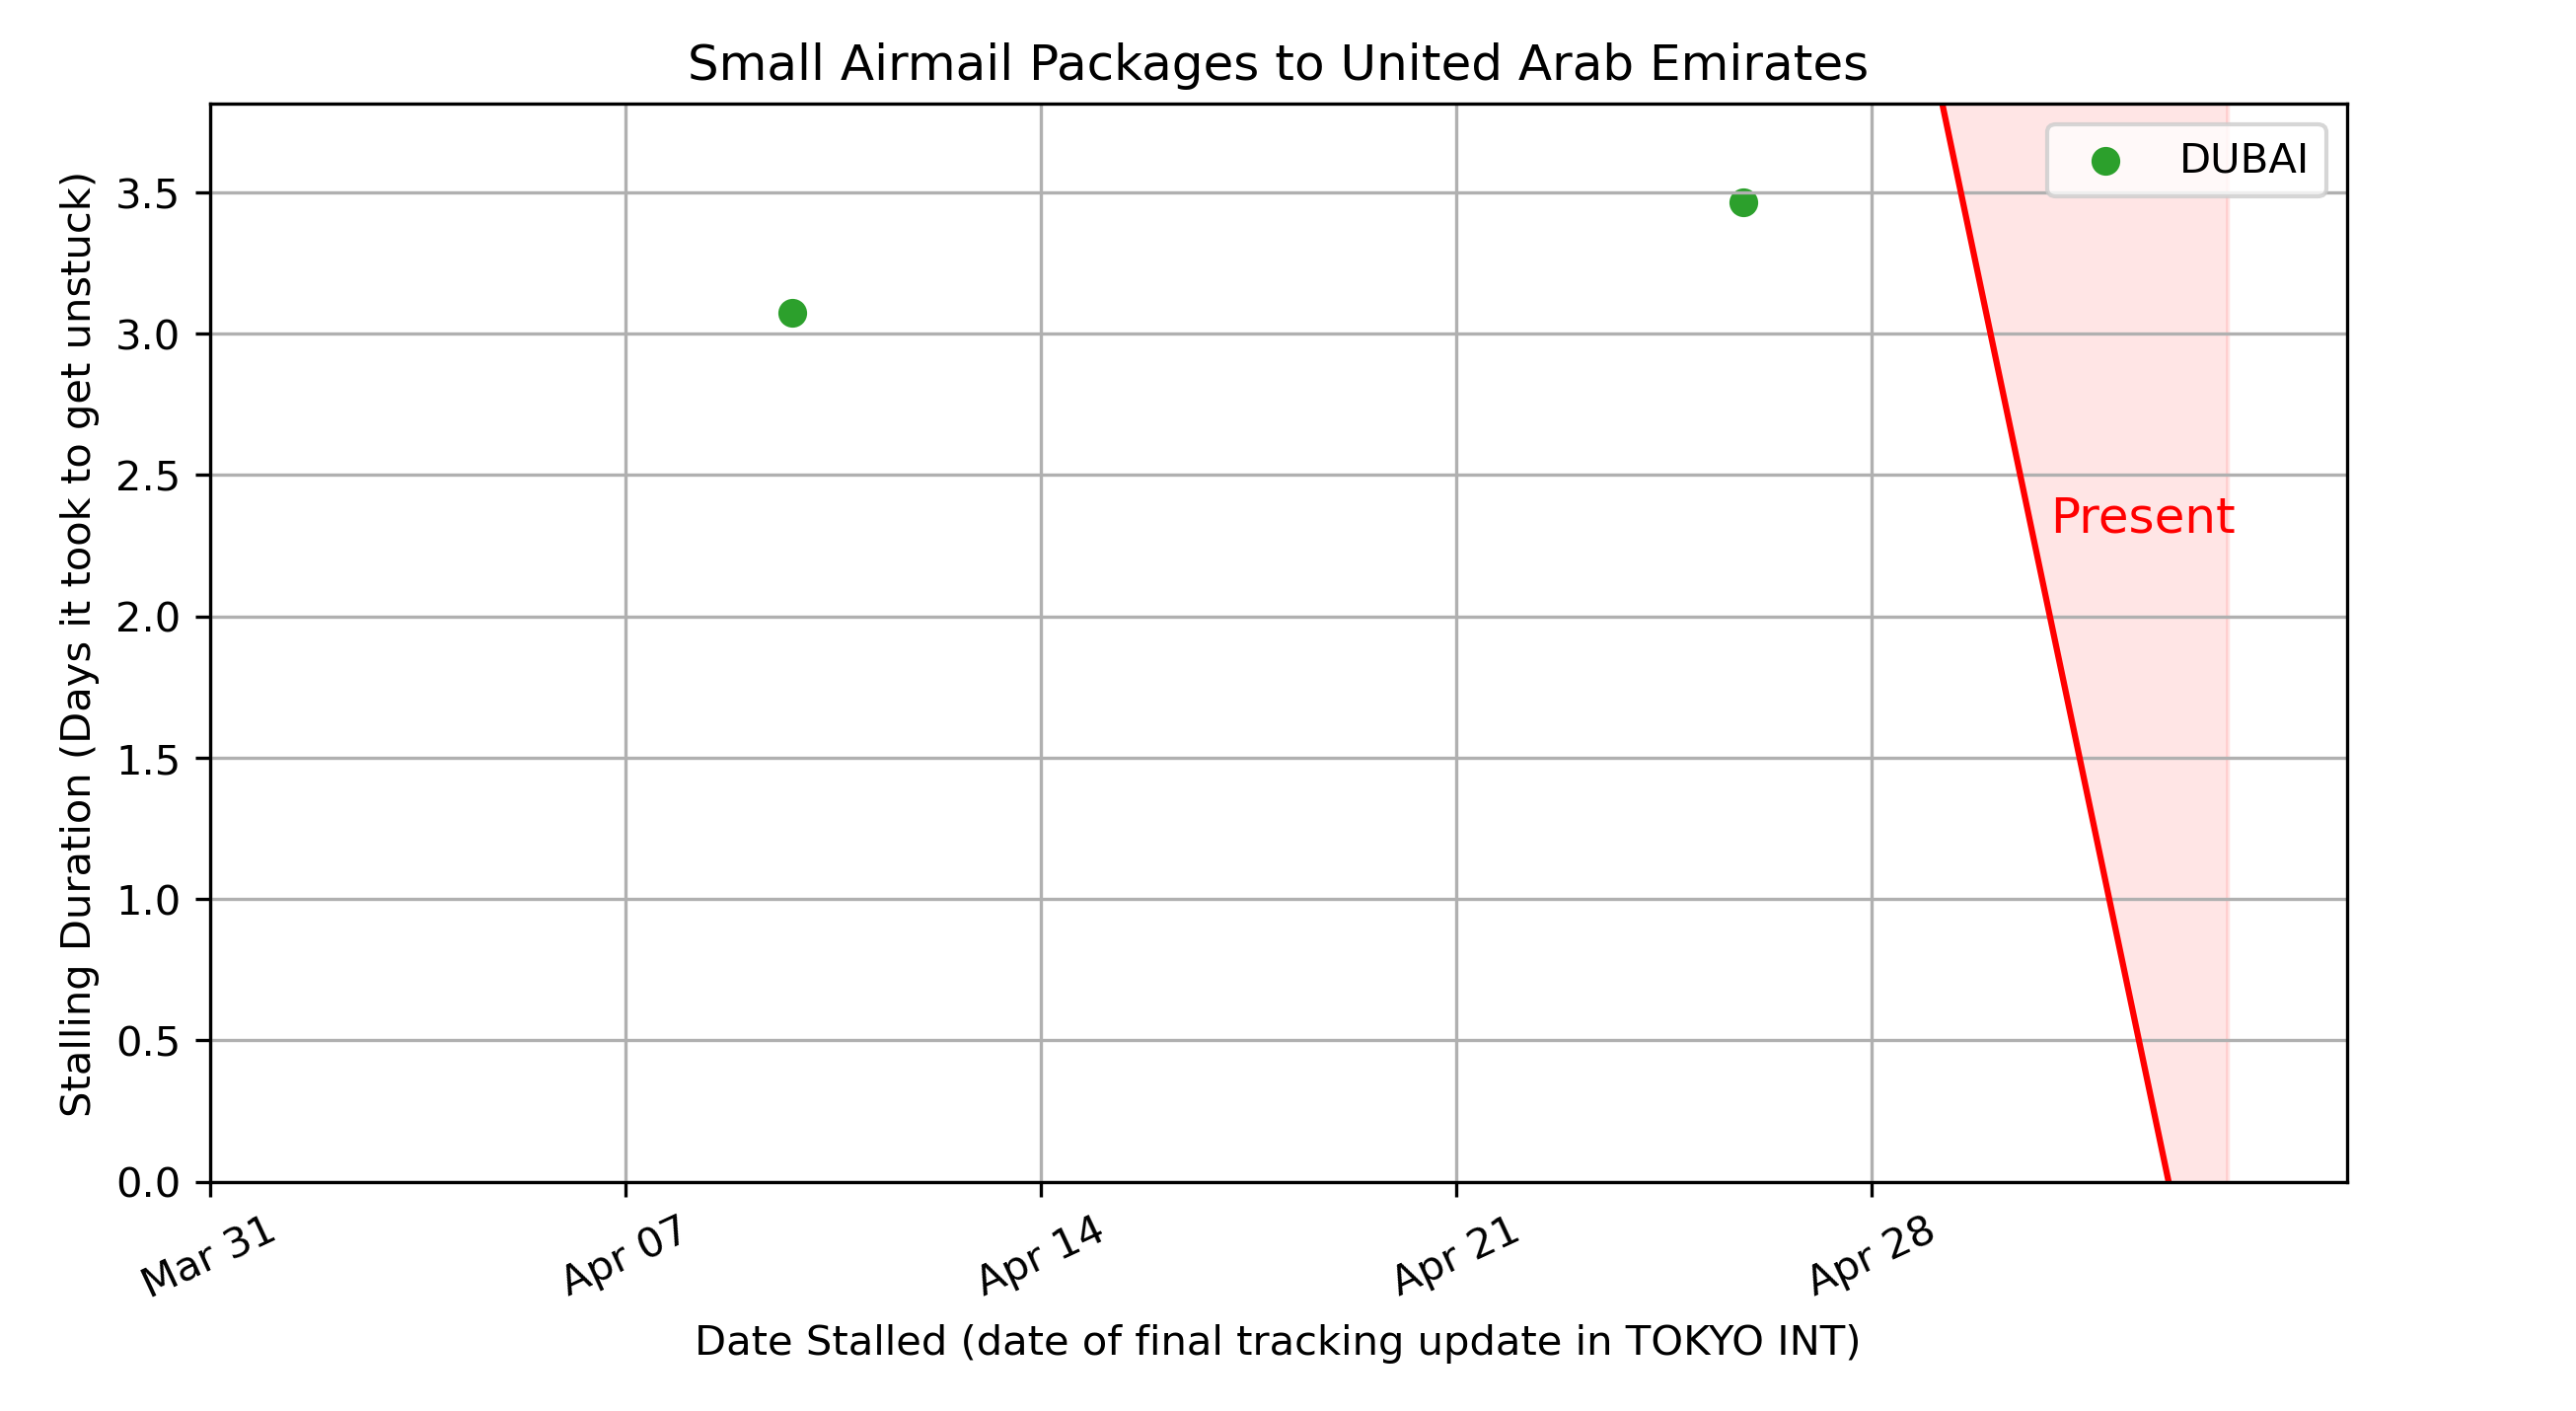 Small Airmail Packages to United Arab Emirates
DUBAI
Present
Stalling Duration (Days it took to get unstuck)
3.5
3.0
2.5
2.0
1.5
1.0
0.5
0.0
Mar 31
Apr 07
Apr 14
Apr 21
Apr 28
Date Stalled (date of final tracking update in TOKYO INT)